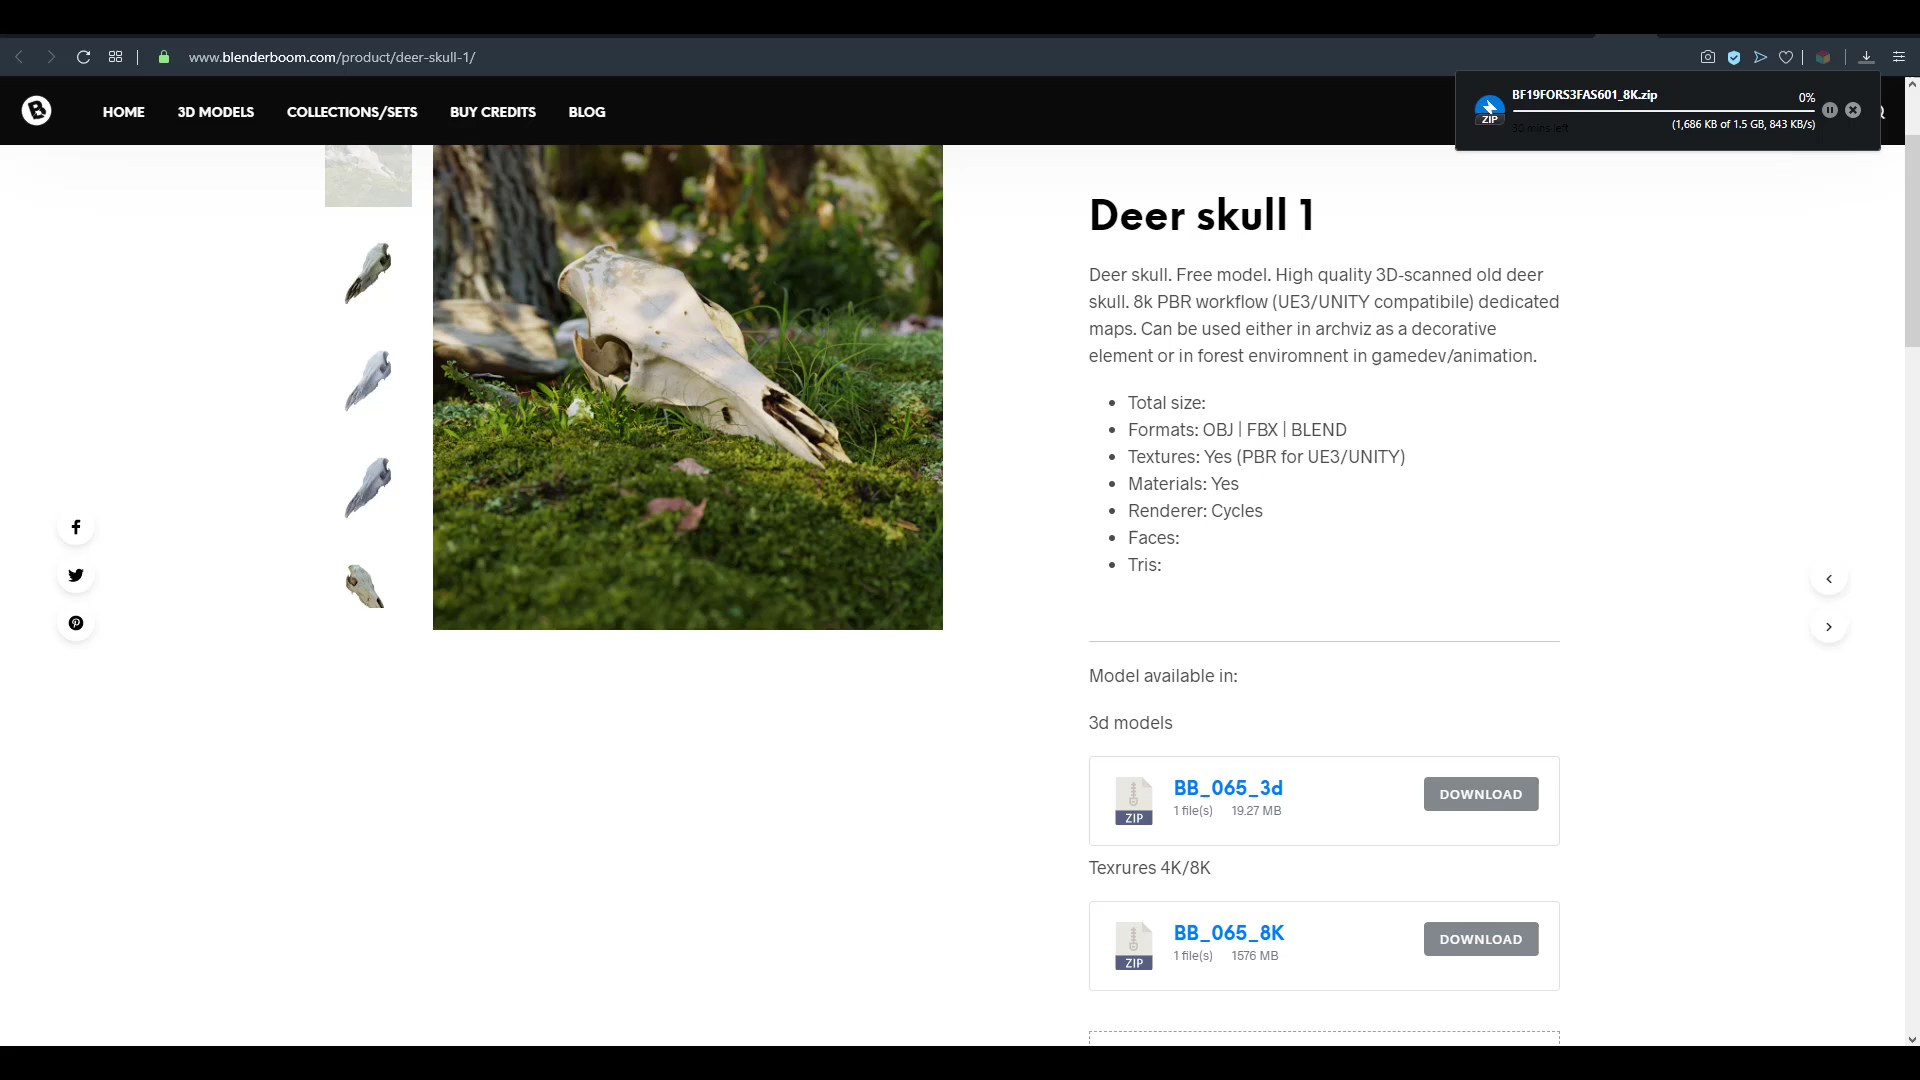 www.blenderboom.com/product/deer-skull-1/
BF19FORS3FAS601_8K.zip
0%
ZIP
30 mins left
(1,686 KB of 1.5 GB, 843 KB/s)
B
HOME
3D MODELS
COLLECTIONS/SETS
BUY CREDITS
BLOG
Deer skull 1
Deer skull. Free model. High quality 3D-scanned old deer
skull. 8k PBR workflow (UE3/UNITY compatibile) dedicated
maps. Can be used either in archviz as a decorative
element or in forest enviromnent in gamedev/animation.
• Total size:
• Formats: OBJ | FBX | BLEND
• Textures: Yes (PBR for UE3/UNITY)
• Materials: Yes
• Renderer: Cycles
• Faces:
• Tris:
Model available in:
3d models
ZIP
BB_065_3d
1 file(s) 19.27 MB
DOWNLOAD
Texrures 4K/8K
ZIP
BB_065_8K
1 file(s) 1576 MB
DOWNLOAD